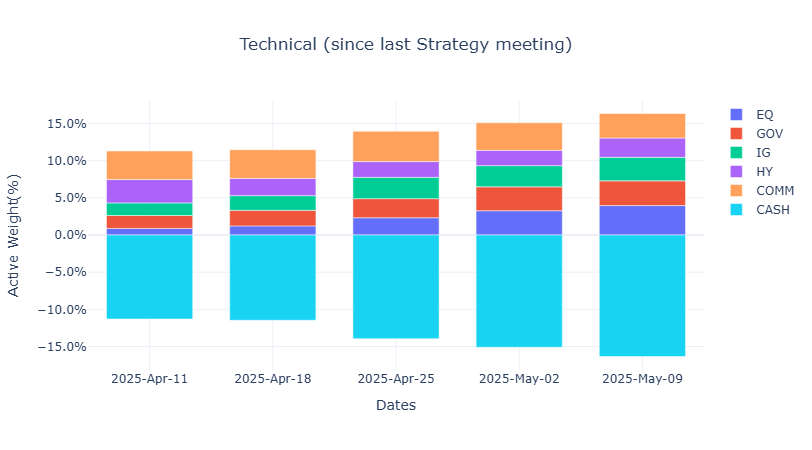 Technical (since last Strategy meeting)
Active Weight(%)
15.0%
10.0%
5.0%
0.0%
−5.0%
−10.0%
−15.0%
2025-Apr-11
2025-Apr-18
2025-Apr-25
2025-May-02
2025-May-09
Dates
EQ
GOV
IG
HY
COMM
CASH